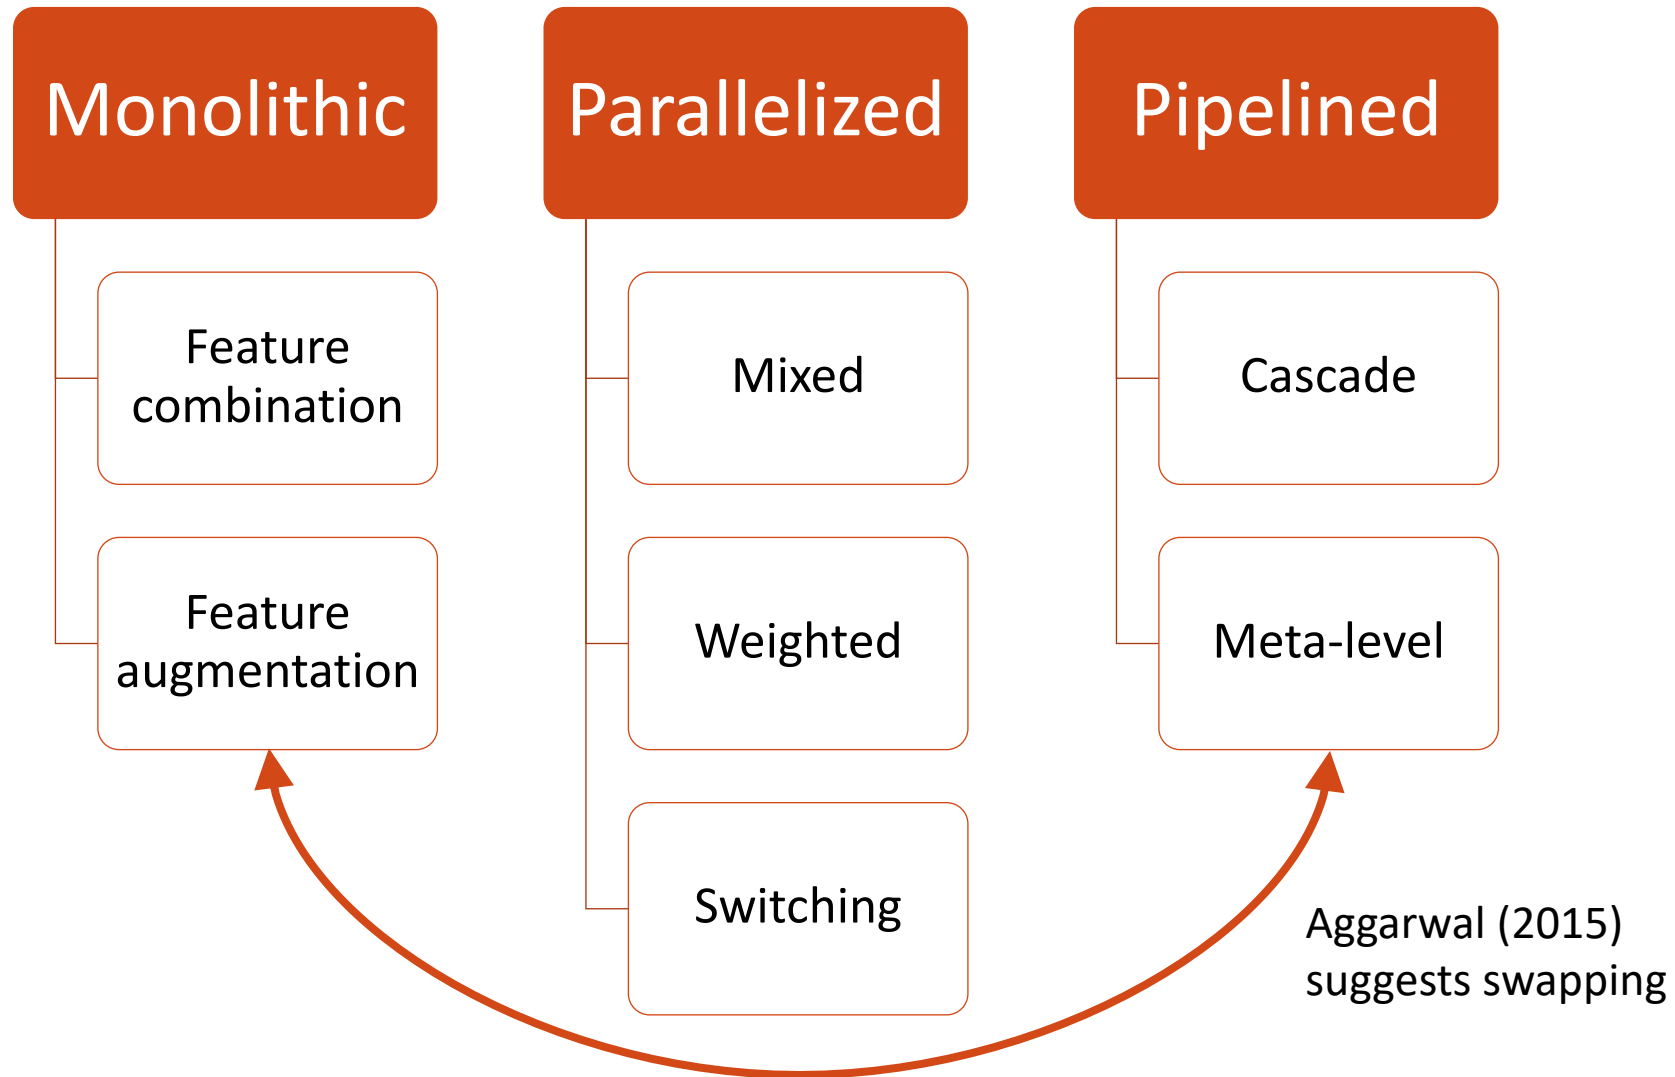 Monolithic
Feature
combination
Feature
augmentation
Parallelized
Mixed
Weighted
Switching
Pipelined
Cascade
Meta-level
Aggarwal (2015)
suggests swapping